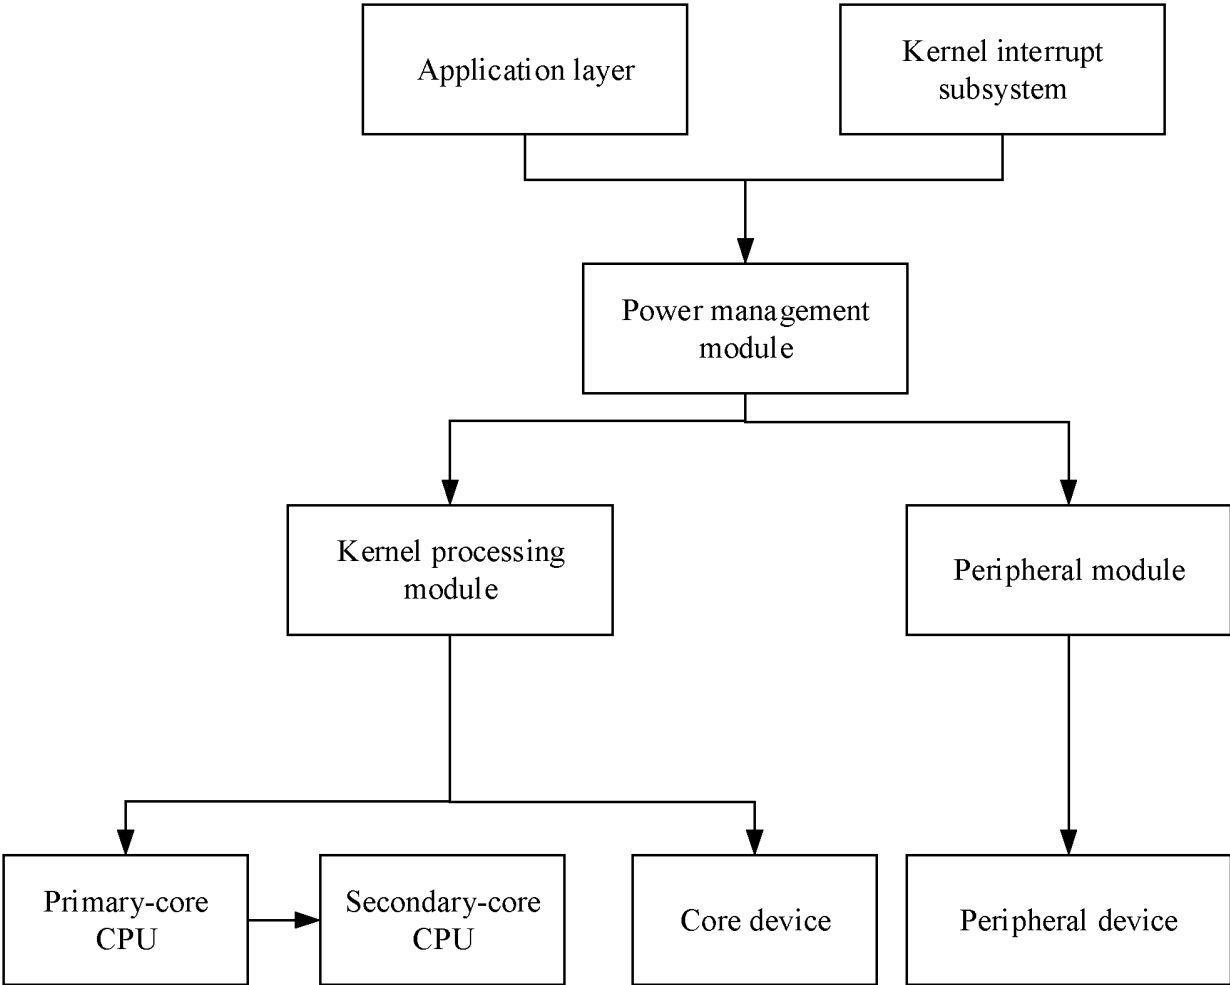 Application layer
Kernel interrupt
subsystem
Power management
module
Kernel processing
module
Peripheral module
Primary-core
CPU
Secondary-core
CPU
Core device
Peripheral device